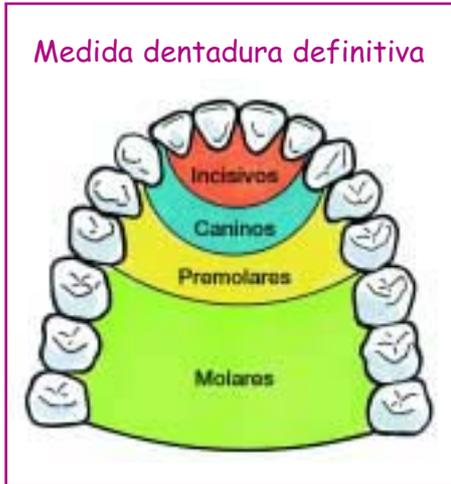 Medida dentadura definitiva
Incisivos
Caninos
Premolares
Molares